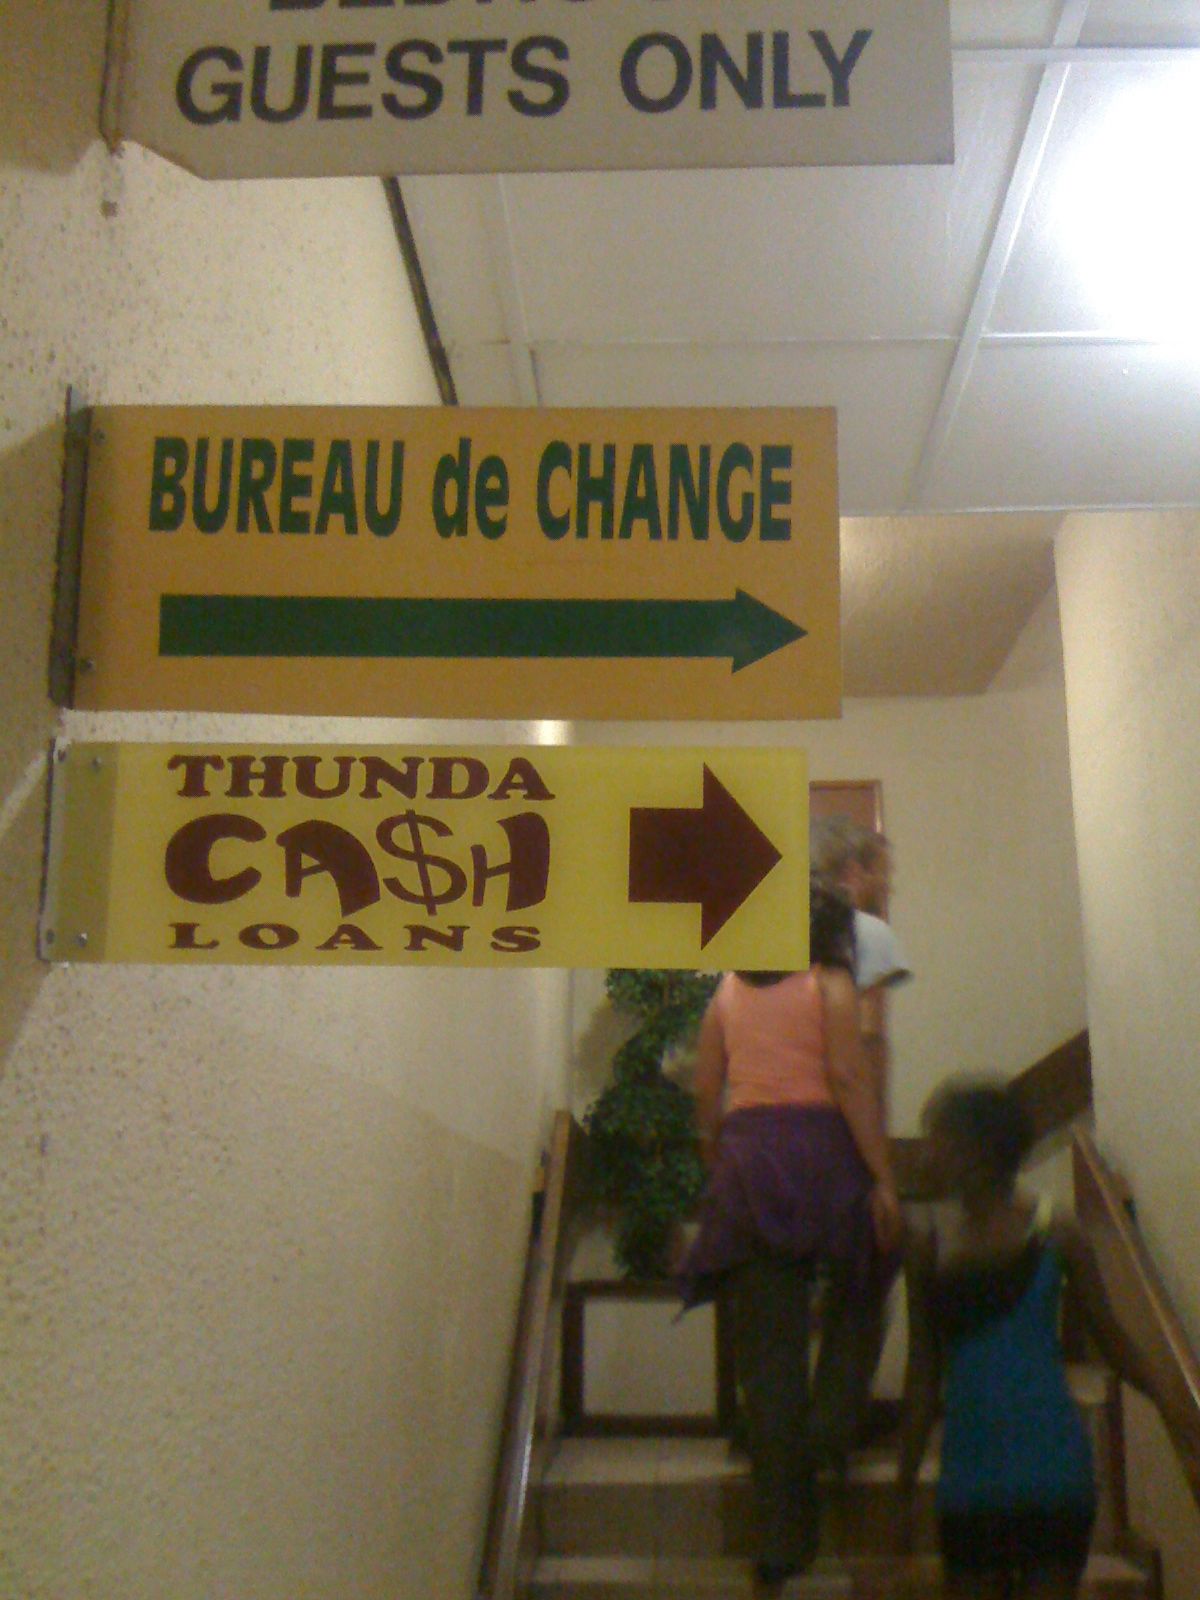 GUESTS ONLY
BUREAU de CHANGE
THUNDA
CA$H
LOANS